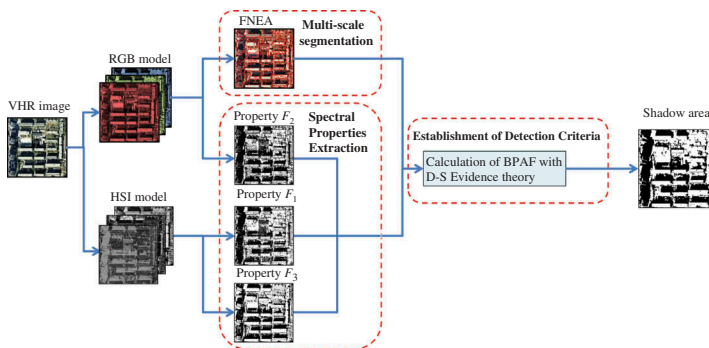 FNEA
Multi-scale
segmentation
RGB model
VHR image
Property F2
Spectral
Properties
Extraction
Establishment of Detection Criteria
Shadow area
Calculation of BPAF with
D-S Evidence theory
HSI model
Property F1
Property F3